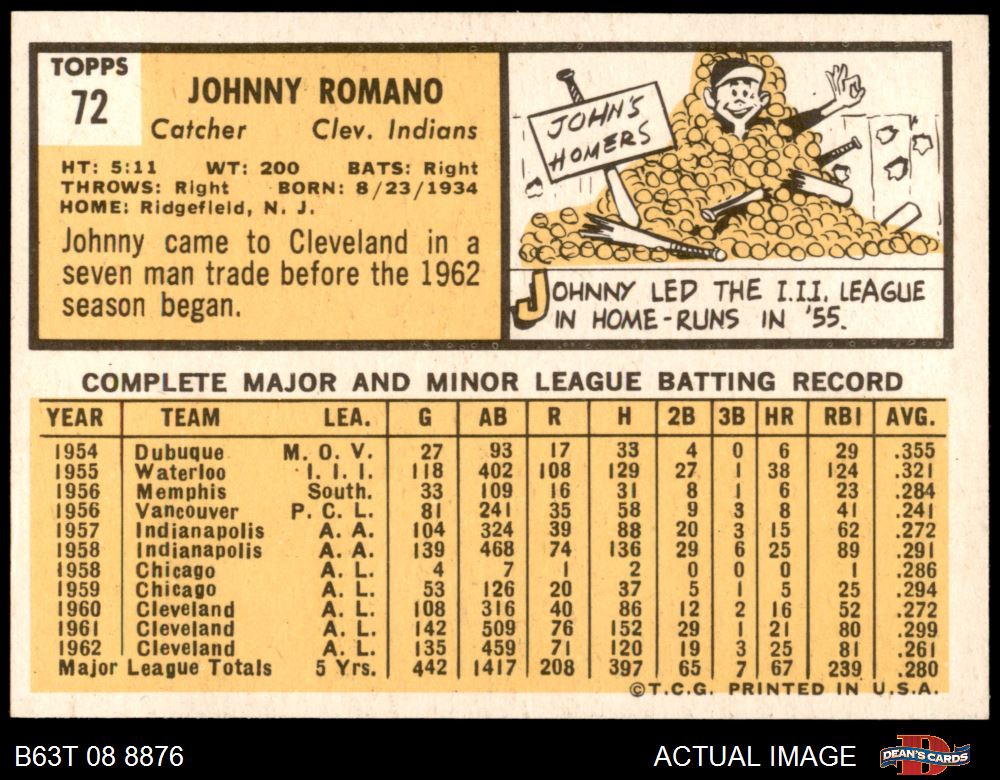 TOPPS
72
JOHNNY ROMANO
Catcher Clev. Indians
HT: 5:11 WT: 200 BATS: Right
THROWS: Right BORN: 8/23/1934
HOME: Ridgefield, N. J.
Johnny came to Cleveland in a
seven man trade before the 1962
season began.
JOHN'S
HOMERS
JOHNNY LED THE I.I.I. LEAGUE
IN HOME-RUNS IN '55.
COMPLETE MAJOR AND MINOR LEAGUE BATTING RECORD
YEAR TEAM LEA. G AB R H 2B 3B HR RBI AVG.
1954 Dubuque M. O. V. 27 93 17 33 4 0 6 29 .355
1955 Waterloo I. I. I. 118 402 108 129 27 1 38 124 .321
1956 Memphis South. 33 109 16 31 8 1 6 23 .284
1956 Vancouver P. C. L. 81 241 35 58 9 3 8 41 .241
1957 Indianapolis A. A. 104 324 39 88 20 3 15 62 .272
1958 Indianapolis A. A. 139 468 74 136 29 6 25 89 .291
1958 Chicago A. L. 4 7 1 2 0 0 0 1 .286
1959 Chicago A. L. 53 126 20 37 5 1 5 25 .294
1960 Cleveland A. L. 108 316 40 86 12 2 16 52 .272
1961 Cleveland A. L. 142 509 76 152 29 1 21 80 .299
1962 Cleveland A. L. 135 459 71 120 19 3 25 81 .261
Major League Totals 5 Yrs. 442 1417 208 397 65 7 67 239 .280
©T.C.G. PRINTED IN U.S.A.
B63T 08 8876 ACTUAL IMAGE DEAN'S CARDS